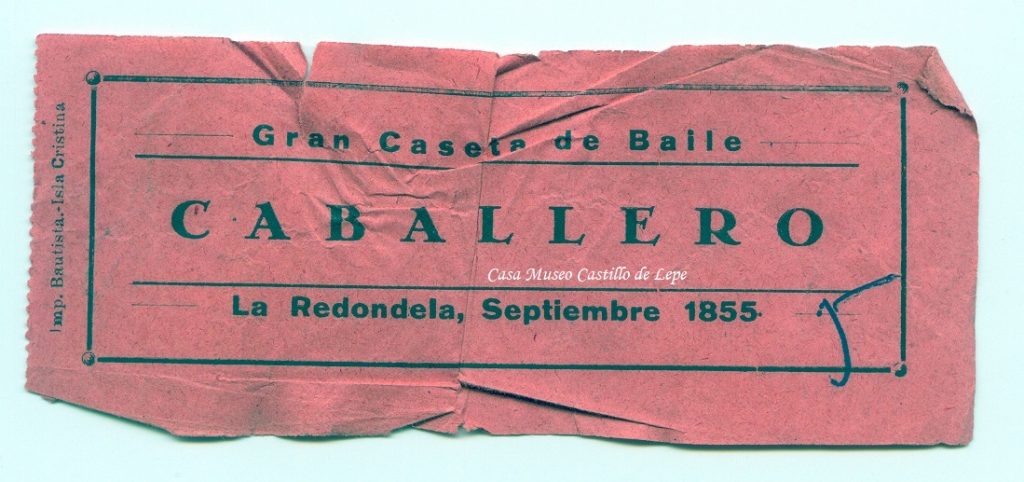 Gran Caseta de Baile
CABALLERO
Casa Museo Castillo de Lepe
La Redondela, Septiembre 1855.
Imp. Bautista.-Isla Cristina